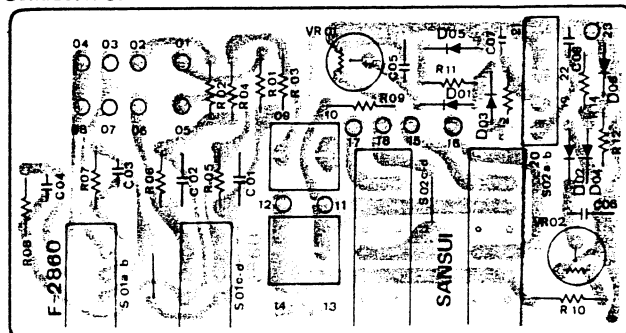 04 03 02 01
08 07 06 05
VR01
D05
C07
C05
R11
D01
R09
D03
R02
R04
R01
R03
09
10
17 18 15 16
23
22
C06
D06
R14
R12
19
20
S02a·b
D02
D04
VR02
R10
C04
R08
R07
C03
R06
C02
R05
C01
12 11
14 13
S02c·d
F-2860
S01a·b
S01c·d
SANSUI